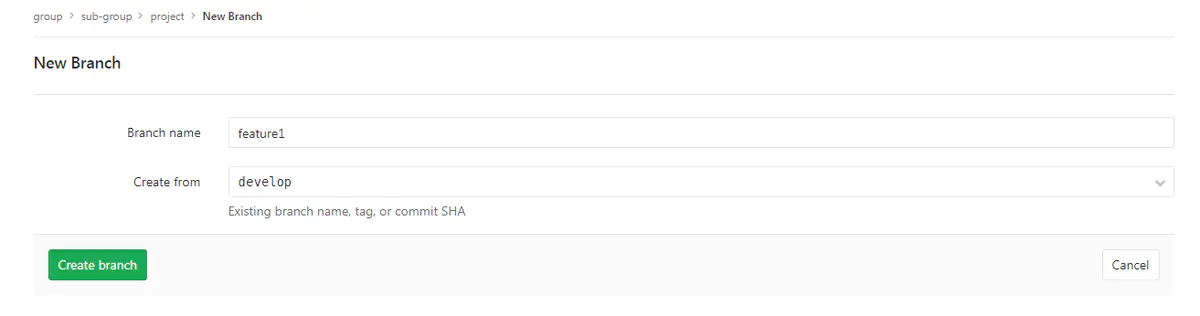 group > sub-group > project > New Branch
New Branch
Branch name feature1
Create from develop
Existing branch name, tag, or commit SHA
Create branch Cancel